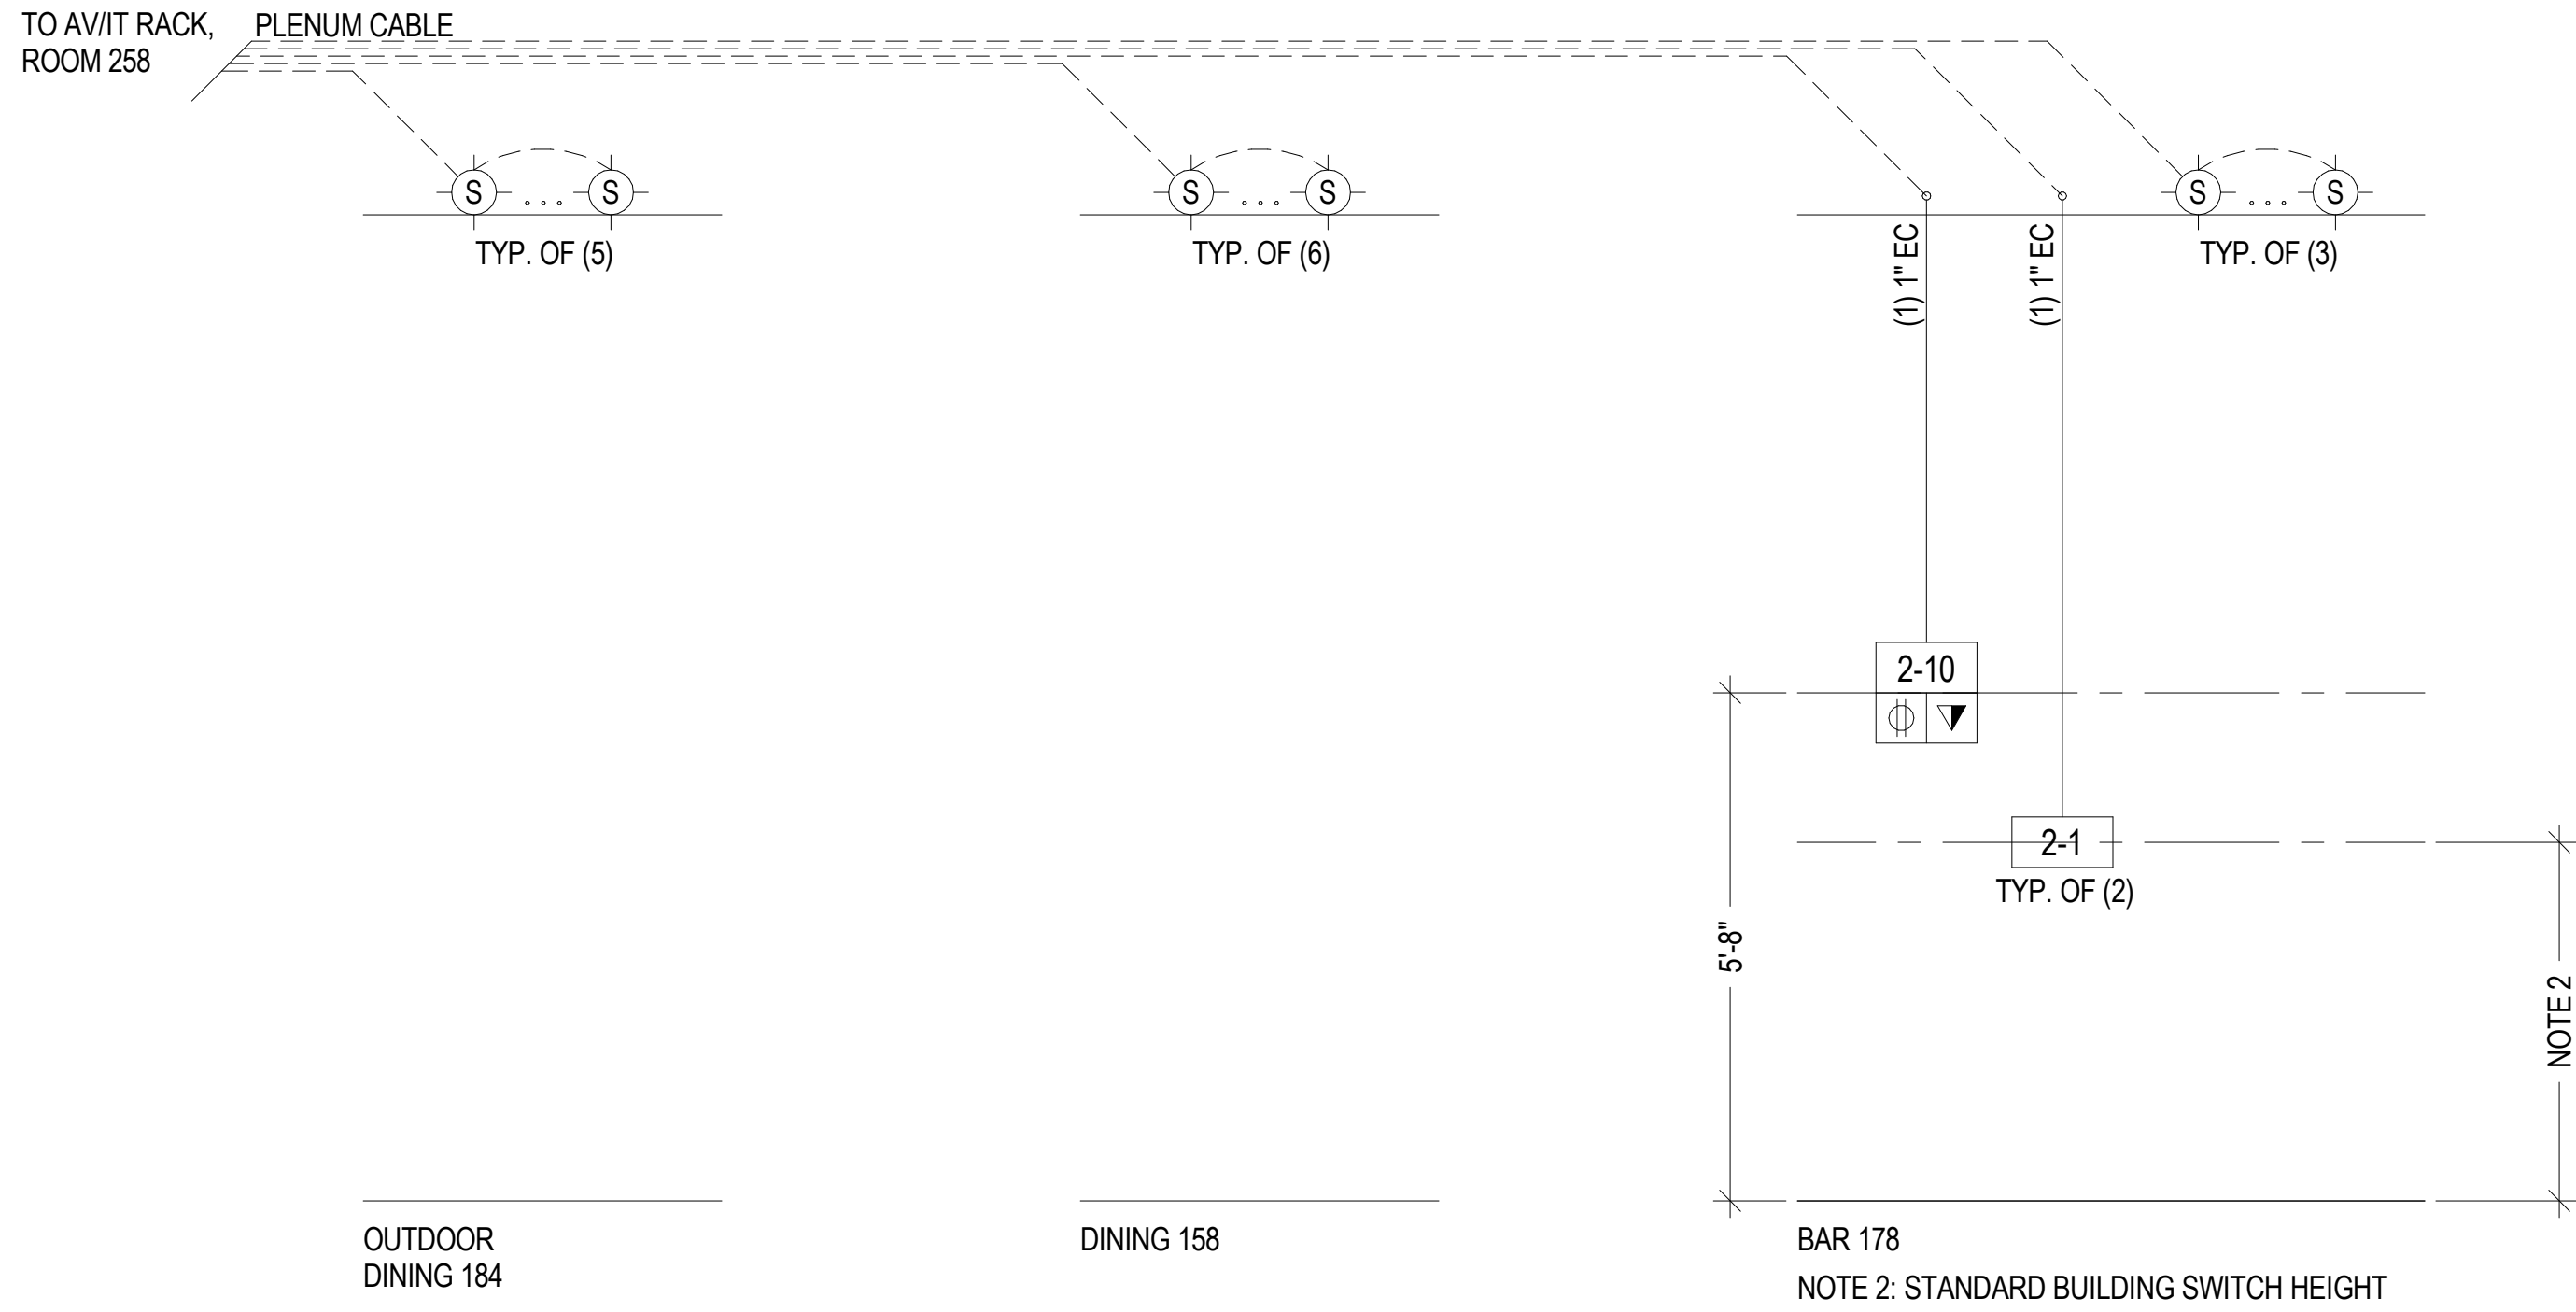 TO AV/IT RACK,
ROOM 258
PLENUM CABLE
S
S
TYP. OF (5)
S
S
TYP. OF (6)
(1) 1" EC
(1) 1" EC
S
S
TYP. OF (3)
2-10
2-1
TYP. OF (2)
5'-8"
NOTE 2
OUTDOOR
DINING 184
DINING 158
BAR 178
NOTE 2: STANDARD BUILDING SWITCH HEIGHT